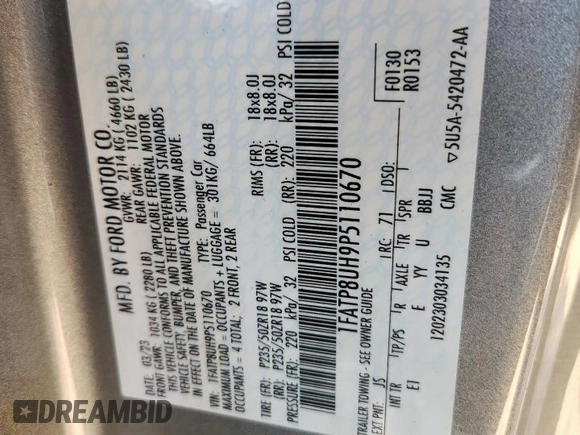 MFD. BY FORD MOTOR CO.
DATE: 03/23 GVWR: 2114 KG ( 4660 LB)
FRONT GAWR: 1034 KG ( 2280 LB) REAR GAWR: 1102 KG ( 2430 LB)
THIS VEHICLE CONFORMS TO ALL APPLICABLE FEDERAL MOTOR
VEHICLE SAFETY, BUMPER, AND THEFT PREVENTION STANDARDS
IN EFFECT ON THE DATE OF MANUFACTURE SHOWN ABOVE.
VIN: 1FATP8UH9P5110670 TYPE: Passenger Car
MAXIMUM LOAD = OCCUPANTS + LUGGAGE = 301KG/ 664LB
OCCUPANTS = 4 TOTAL; 2 FRONT, 2 REAR
TIRE (FR): P235/50ZR18 97W RIMS (FR): 18x8.0J
(RR): P235/50ZR18 97W (RR): 18x8.0J
PRESSURE (FR): 220 kPa/ 32 PSI COLD (RR): 220 kPa/ 32 PSI COLD
1FATP8UH9P5110670
TRAILER TOWING - SEE OWNER GUIDE
EXT PNT: JS RC: 71 DSO: F0130
R0153
TP/PS R AXLE TR SPR
EI E YY U BBJJ
1202303034135 CMC ▽5U5A-5420472-AA
DREAMBID